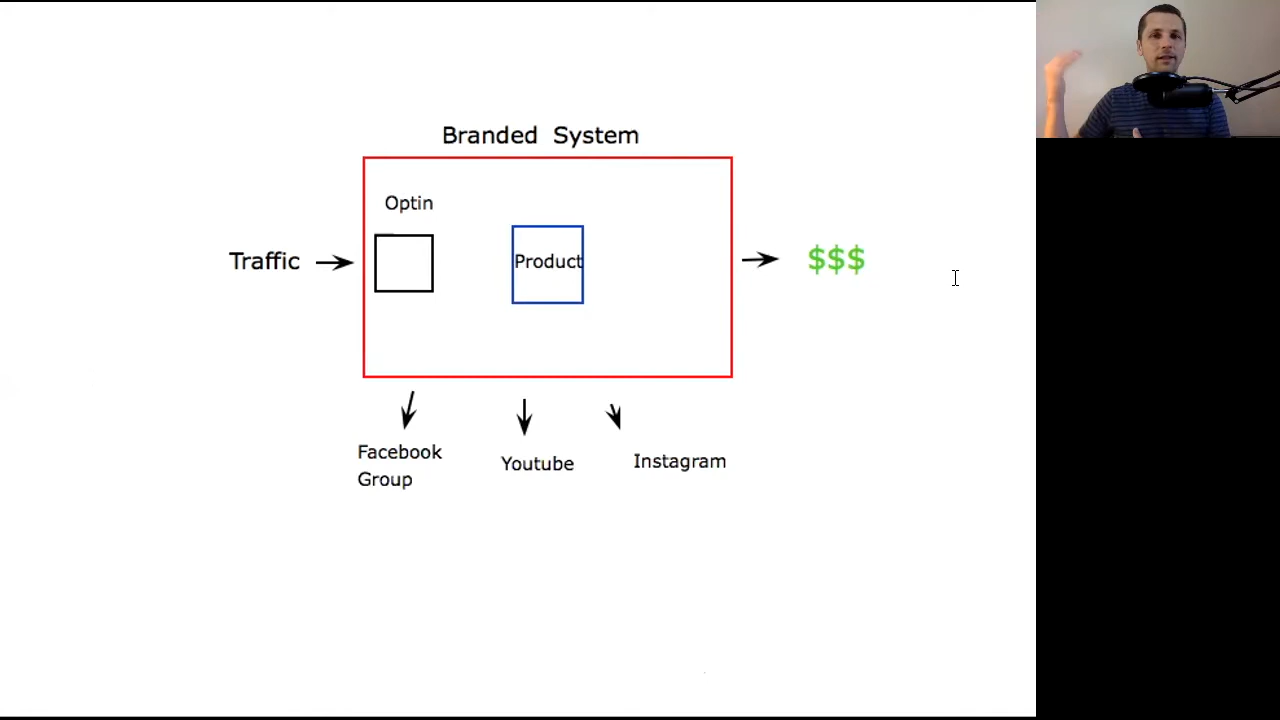 Branded System
Optin
Traffic
Product
$$$
Facebook
Group
Youtube
Instagram